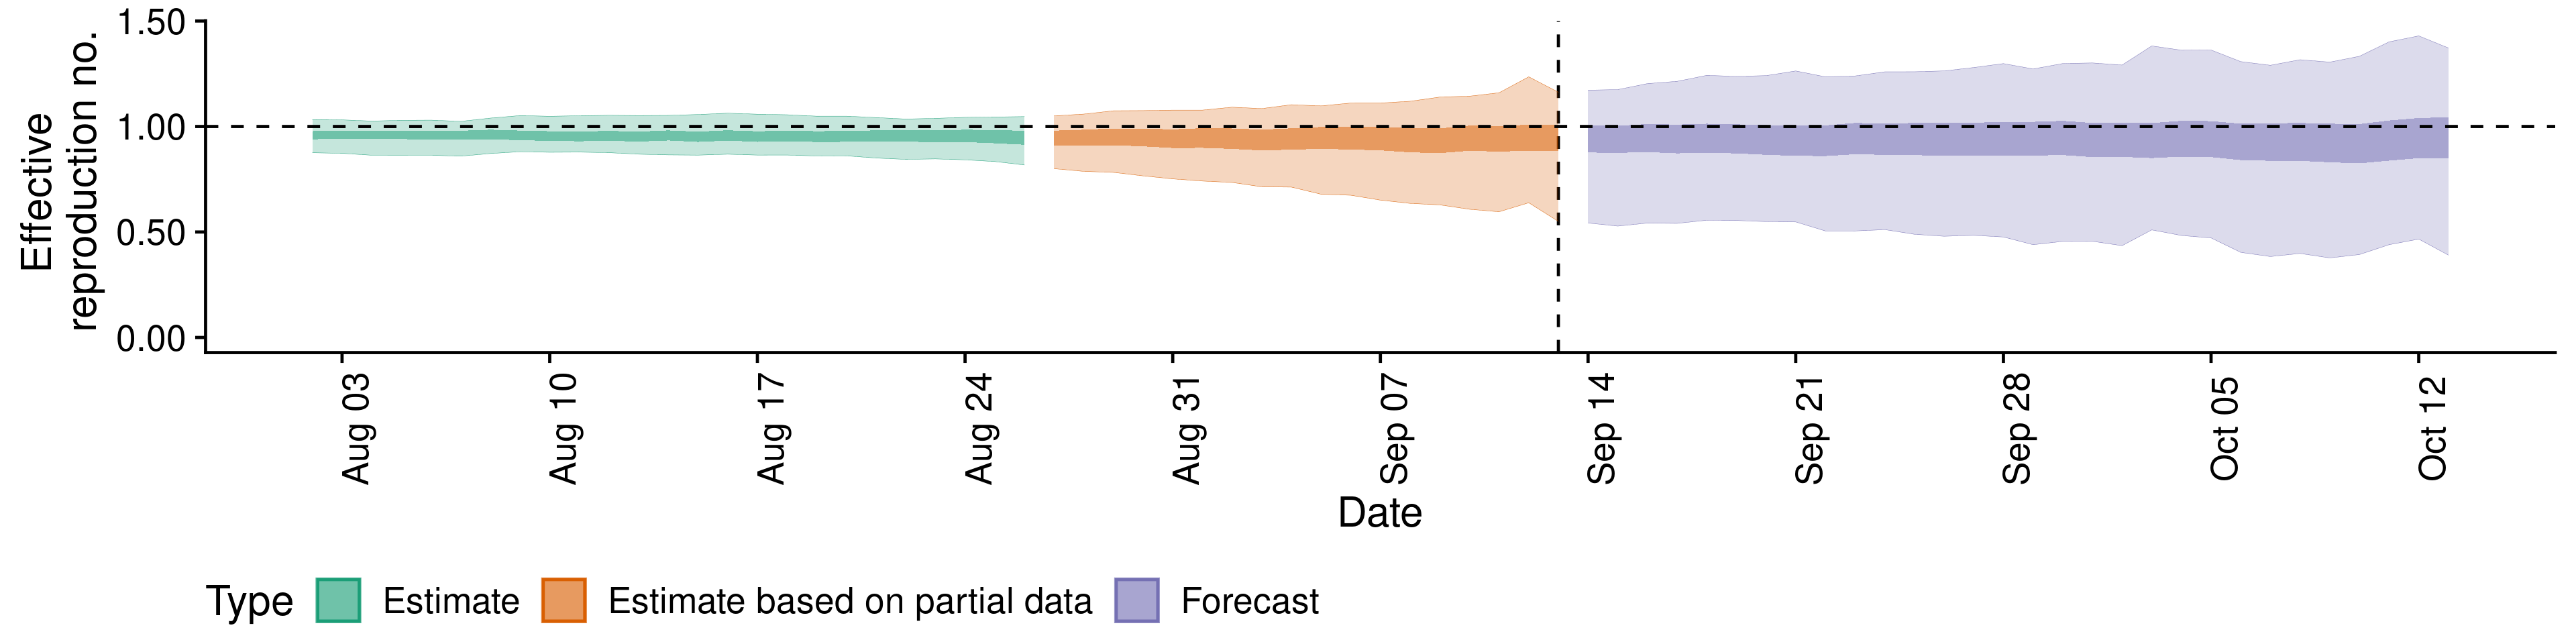 Effective
reproduction no.
1.50
1.00
0.50
0.00
Aug 03
Aug 10
Aug 17
Aug 24
Aug 31
Sep 07
Sep 14
Sep 21
Sep 28
Oct 05
Oct 12
Date
Type Estimate Estimate based on partial data Forecast